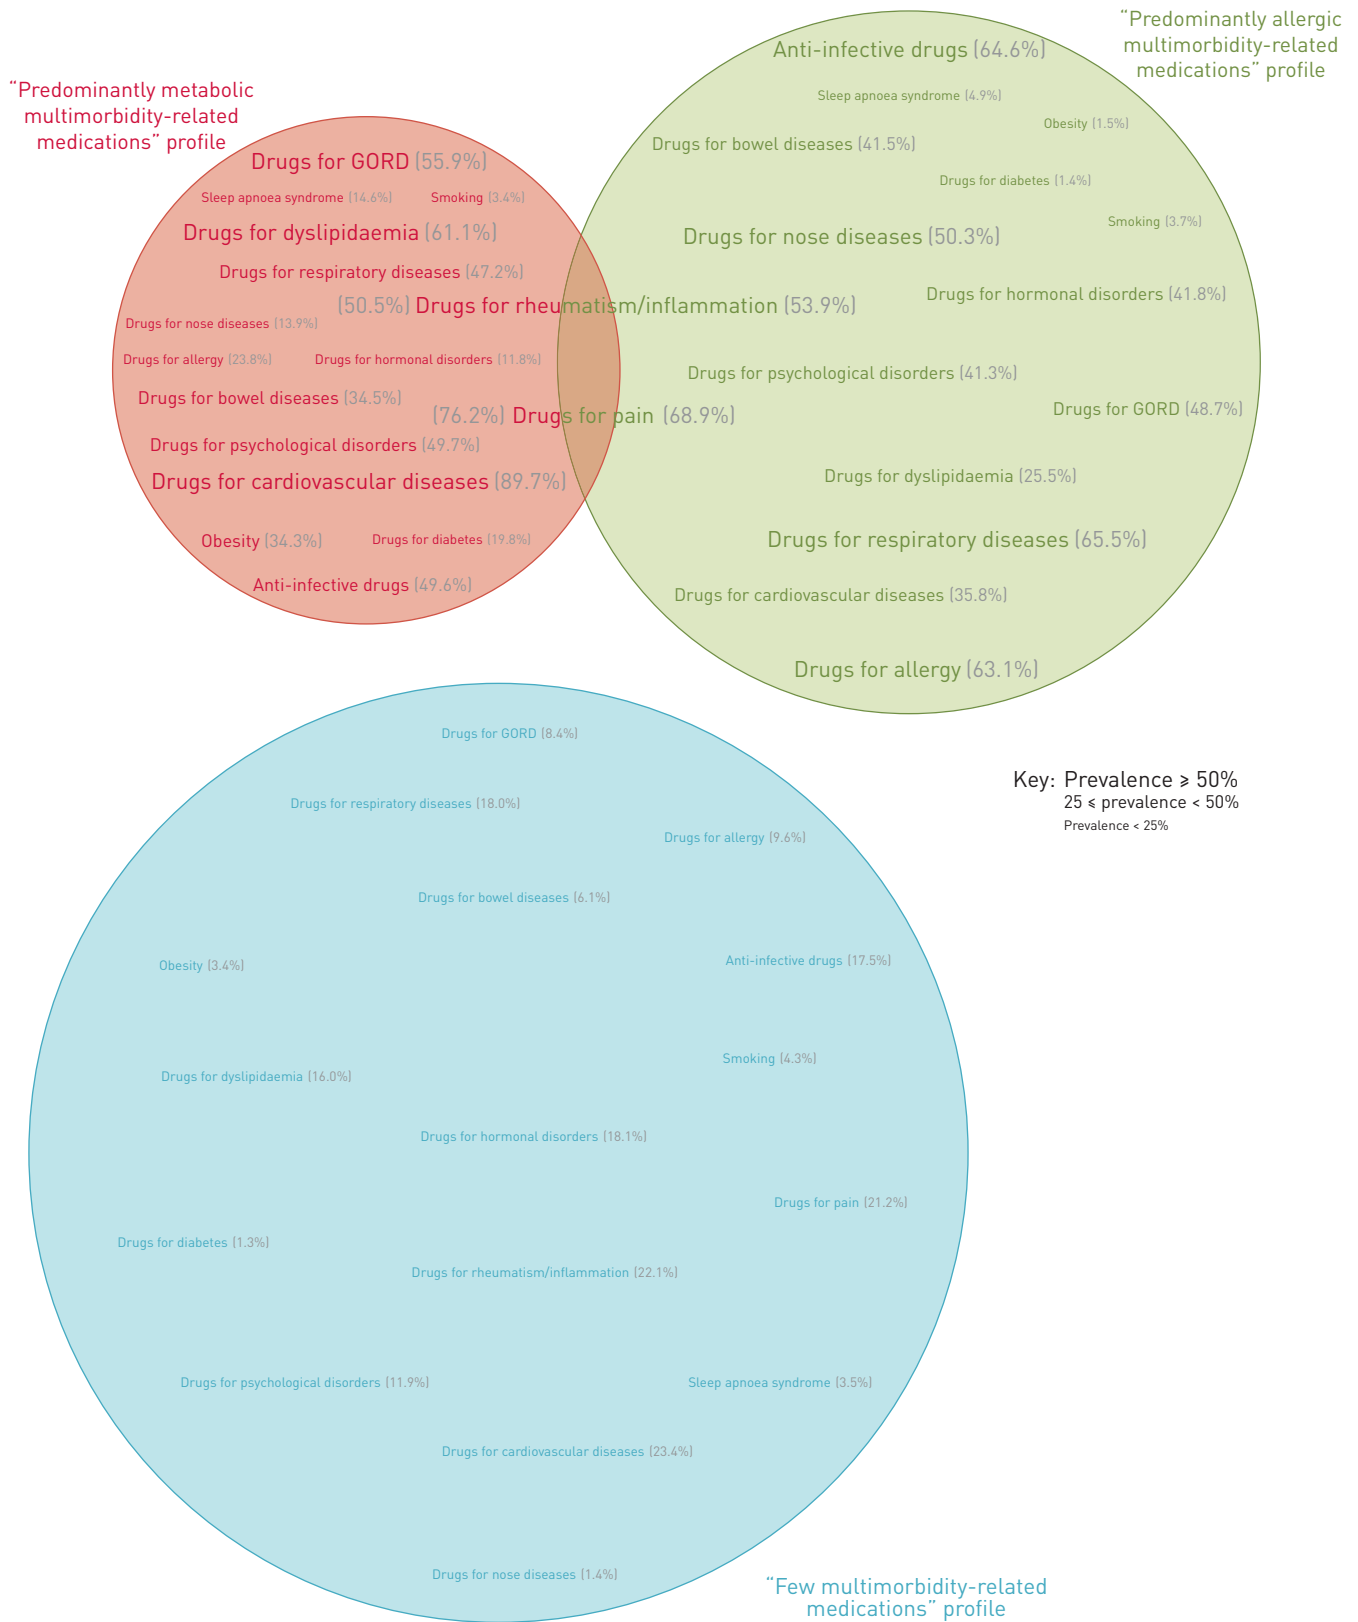 “Predominantly metabolic
multimorbidity-related
medications” profile
Drugs for GORD (55.9%)
Sleep apnoea syndrome (14.6%)
Smoking (3.4%)
Drugs for dyslipidaemia (61.1%)
Drugs for respiratory diseases (47.2%)
(50.5%) Drugs for rheumatism/inflammation (53.9%)
Drugs for nose diseases (13.9%)
Drugs for allergy (23.8%)
Drugs for hormonal disorders (11.8%)
Drugs for bowel diseases (34.5%)
(76.2%) Drugs for pain (68.9%)
Drugs for psychological disorders (49.7%)
Drugs for cardiovascular diseases (89.7%)
Obesity (34.3%)
Drugs for diabetes (19.8%)
Anti-infective drugs (49.6%)
“Predominantly allergic
multimorbidity-related
medications” profile
Anti-infective drugs (64.6%)
Sleep apnoea syndrome (4.9%)
Obesity (1.5%)
Drugs for bowel diseases (41.5%)
Drugs for diabetes (1.4%)
Smoking (3.7%)
Drugs for nose diseases (50.3%)
Drugs for hormonal disorders (41.8%)
Drugs for psychological disorders (41.3%)
Drugs for GORD (48.7%)
Drugs for dyslipidaemia (25.5%)
Drugs for respiratory diseases (65.5%)
Drugs for cardiovascular diseases (35.8%)
Drugs for allergy (63.1%)
Key: Prevalence ⩾ 50%
25 ⩽ prevalence < 50%
Prevalence < 25%
Drugs for GORD (8.4%)
Drugs for respiratory diseases (18.0%)
Drugs for allergy (9.6%)
Drugs for bowel diseases (6.1%)
Obesity (3.4%)
Anti-infective drugs (17.5%)
Smoking (4.3%)
Drugs for dyslipidaemia (16.0%)
Drugs for hormonal disorders (18.1%)
Drugs for pain (21.2%)
Drugs for diabetes (1.3%)
Drugs for rheumatism/inflammation (22.1%)
Drugs for psychological disorders (11.9%)
Sleep apnoea syndrome (3.5%)
Drugs for cardiovascular diseases (23.4%)
Drugs for nose diseases (1.4%)
“Few multimorbidity-related
medications” profile